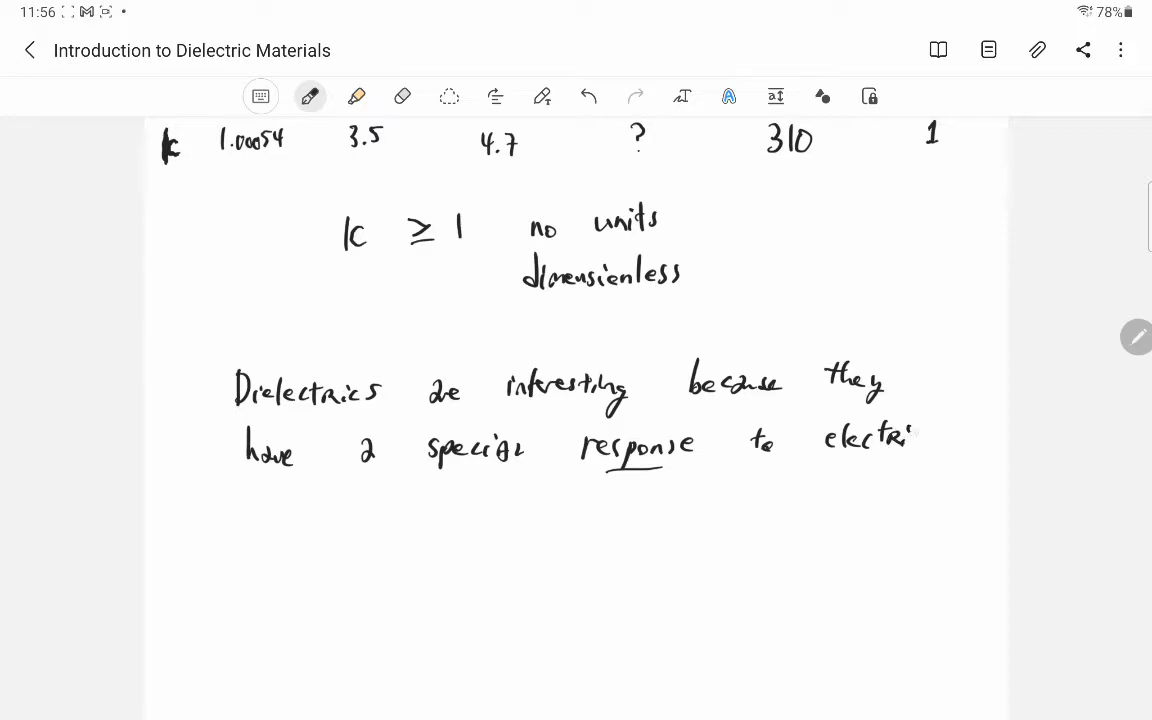 11:56 78%
Introduction to Dielectric Materials
k 1.00054 3.5 4.7 ? 310 1
k ≥ 1 no units
dimensionless
Dielectrics are interesting because they
have a special response to electri